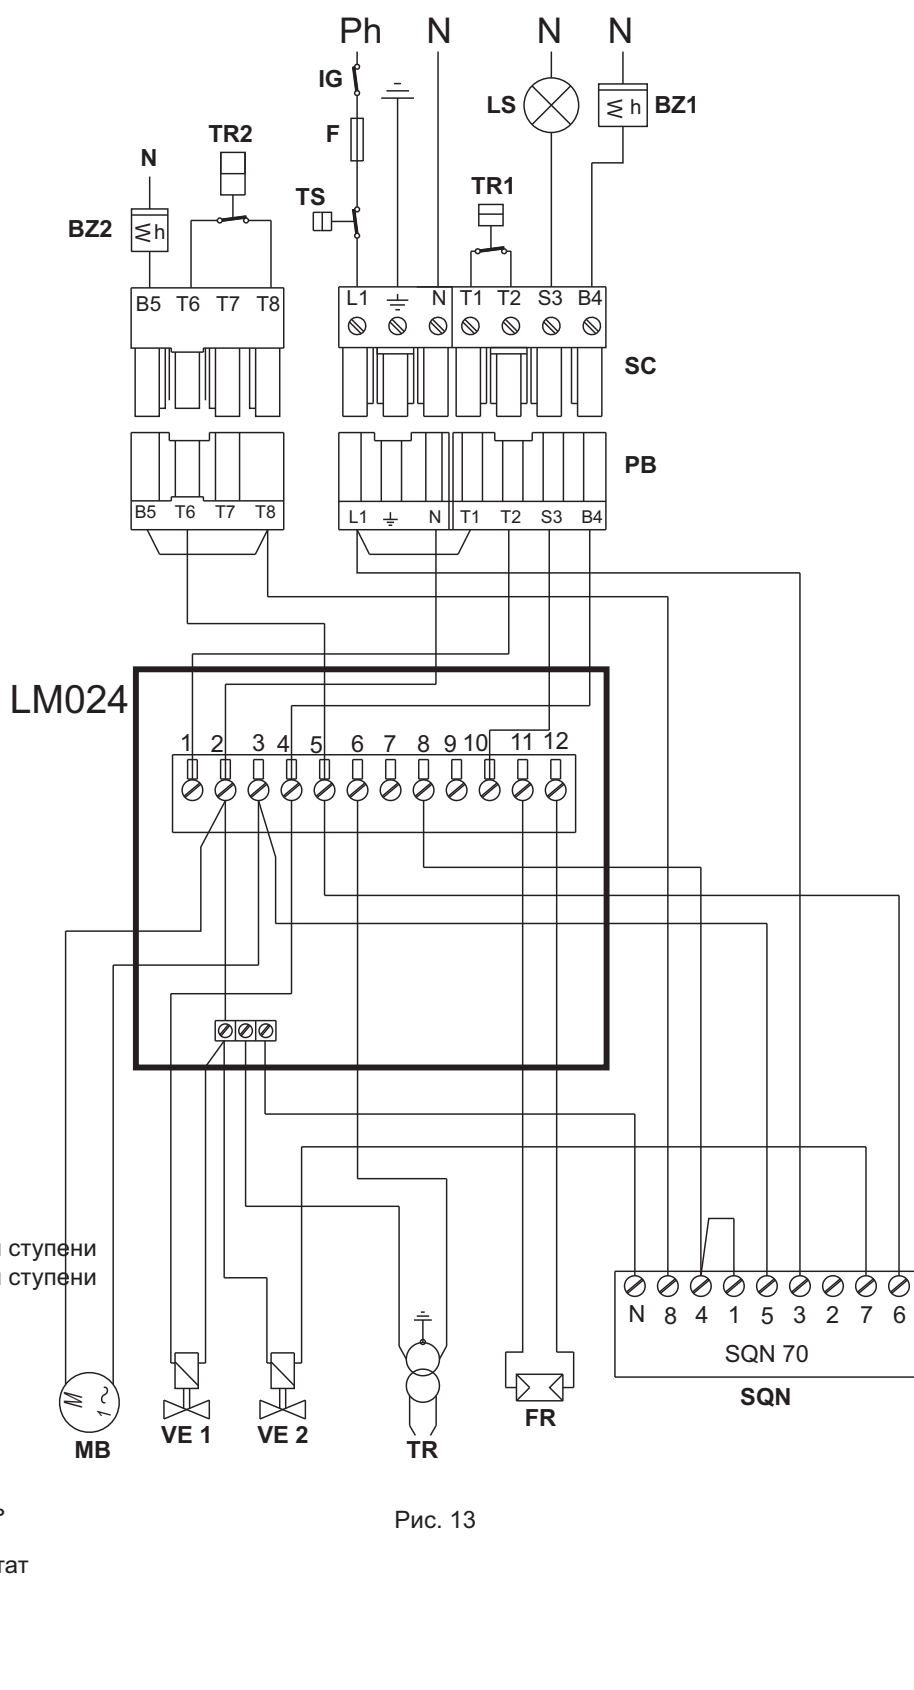 Ph N N N
IG
LS
BZ1
F
TR2
N
TS
TR1
BZ2
W h
W h
B5 T6 T7 T8
L1 N T1 T2 S3 B4
SC
PB
B5 T6 T7 T8
L1 N T1 T2 S3 B4
LM024
1 2 3 4 5 6 7 8 9 10 11 12
ступени
ступени
N 8 4 1 5 3 2 7 6
SQN 70
SQN
M 1 ~
MB
VE 1
VE 2
TR
FR
Рис. 13
тат